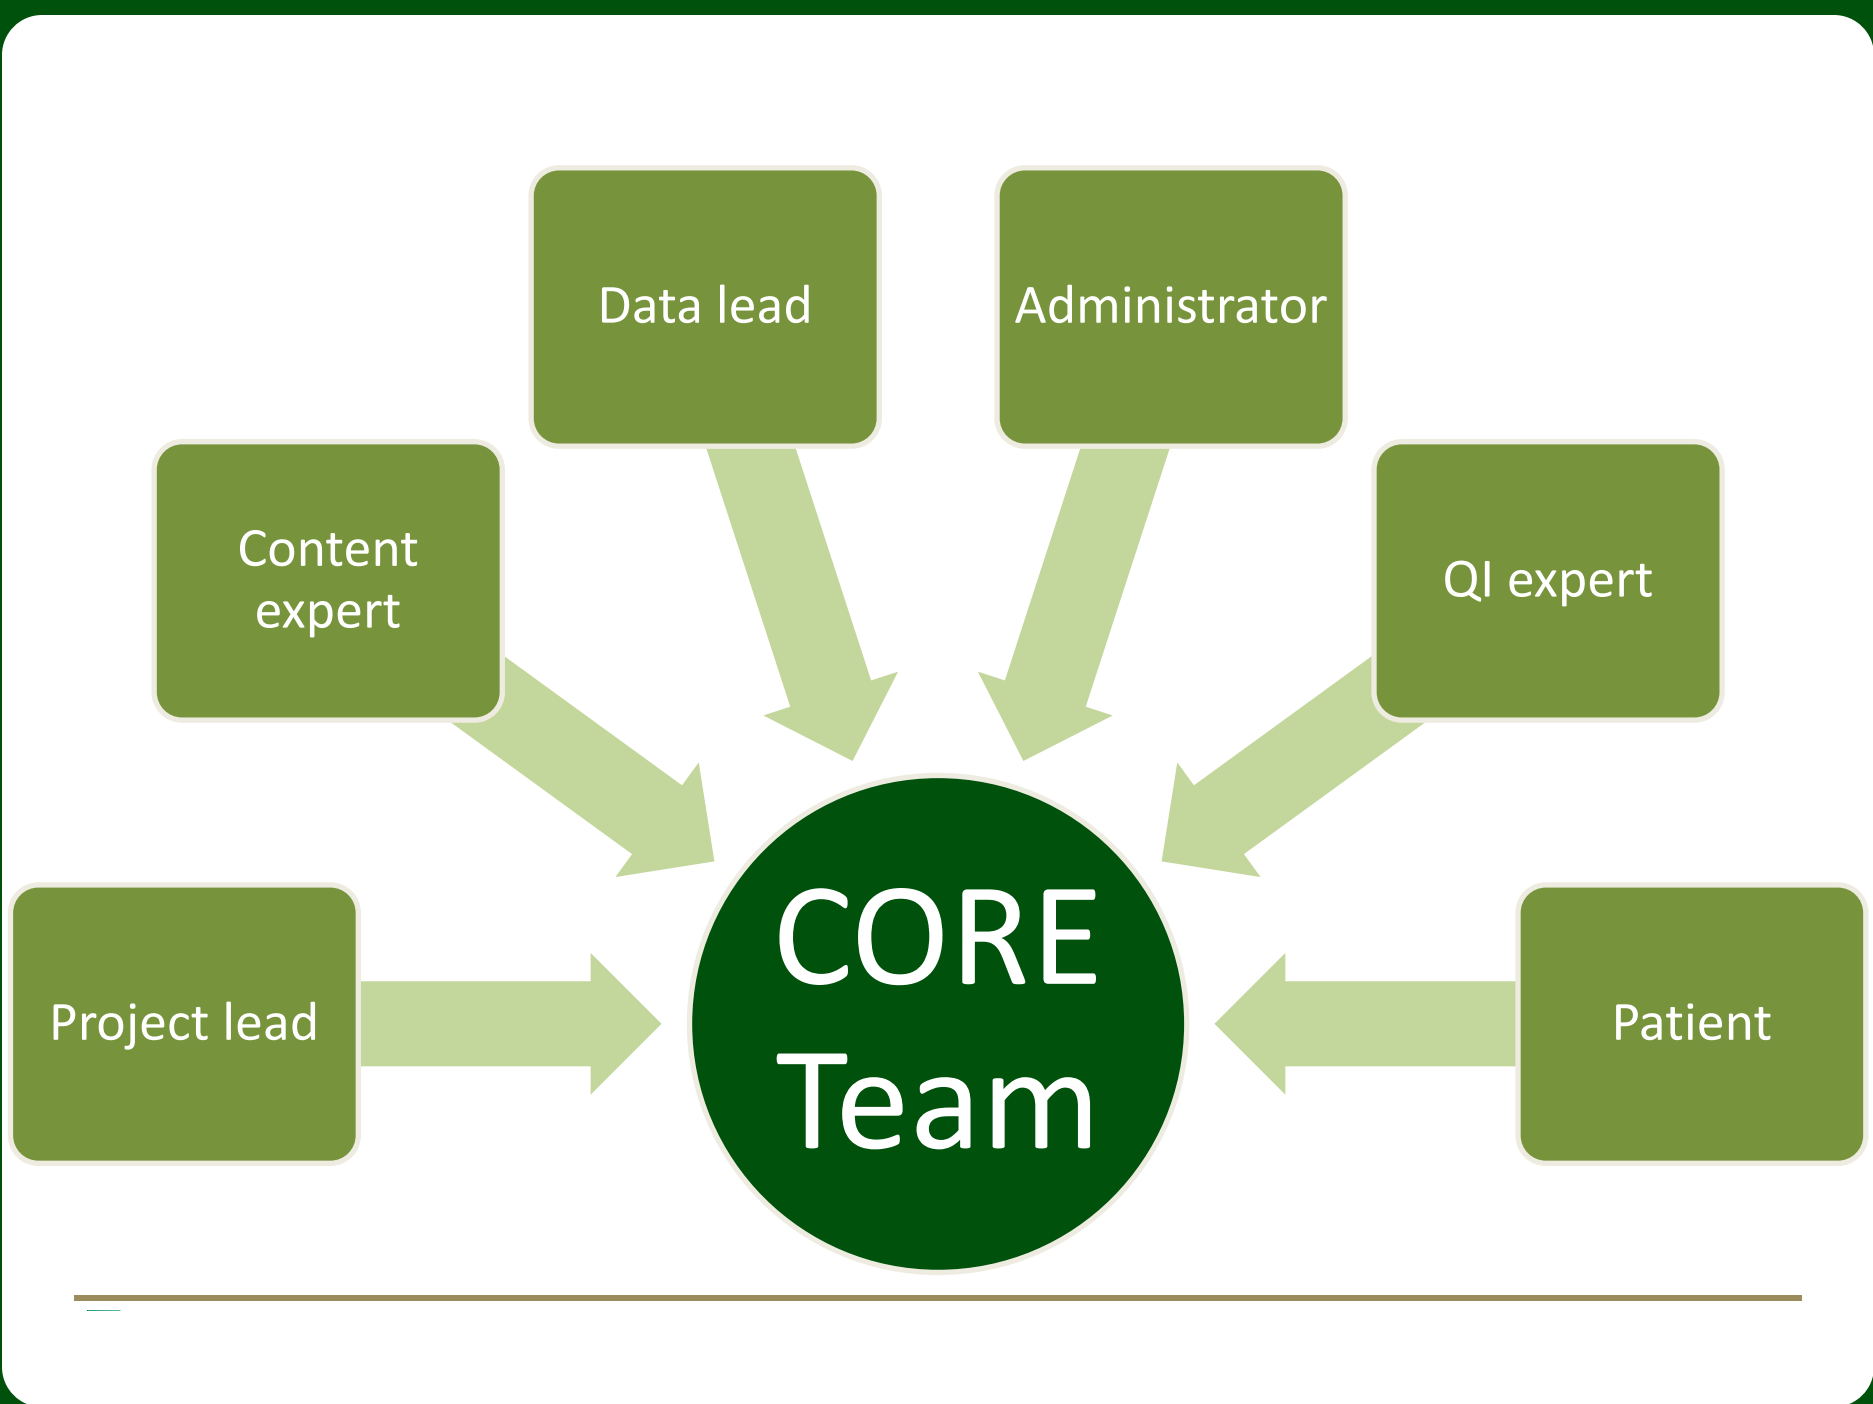 Data lead
Administrator
Content
expert
QI expert
Project lead
CORE
Team
Patient